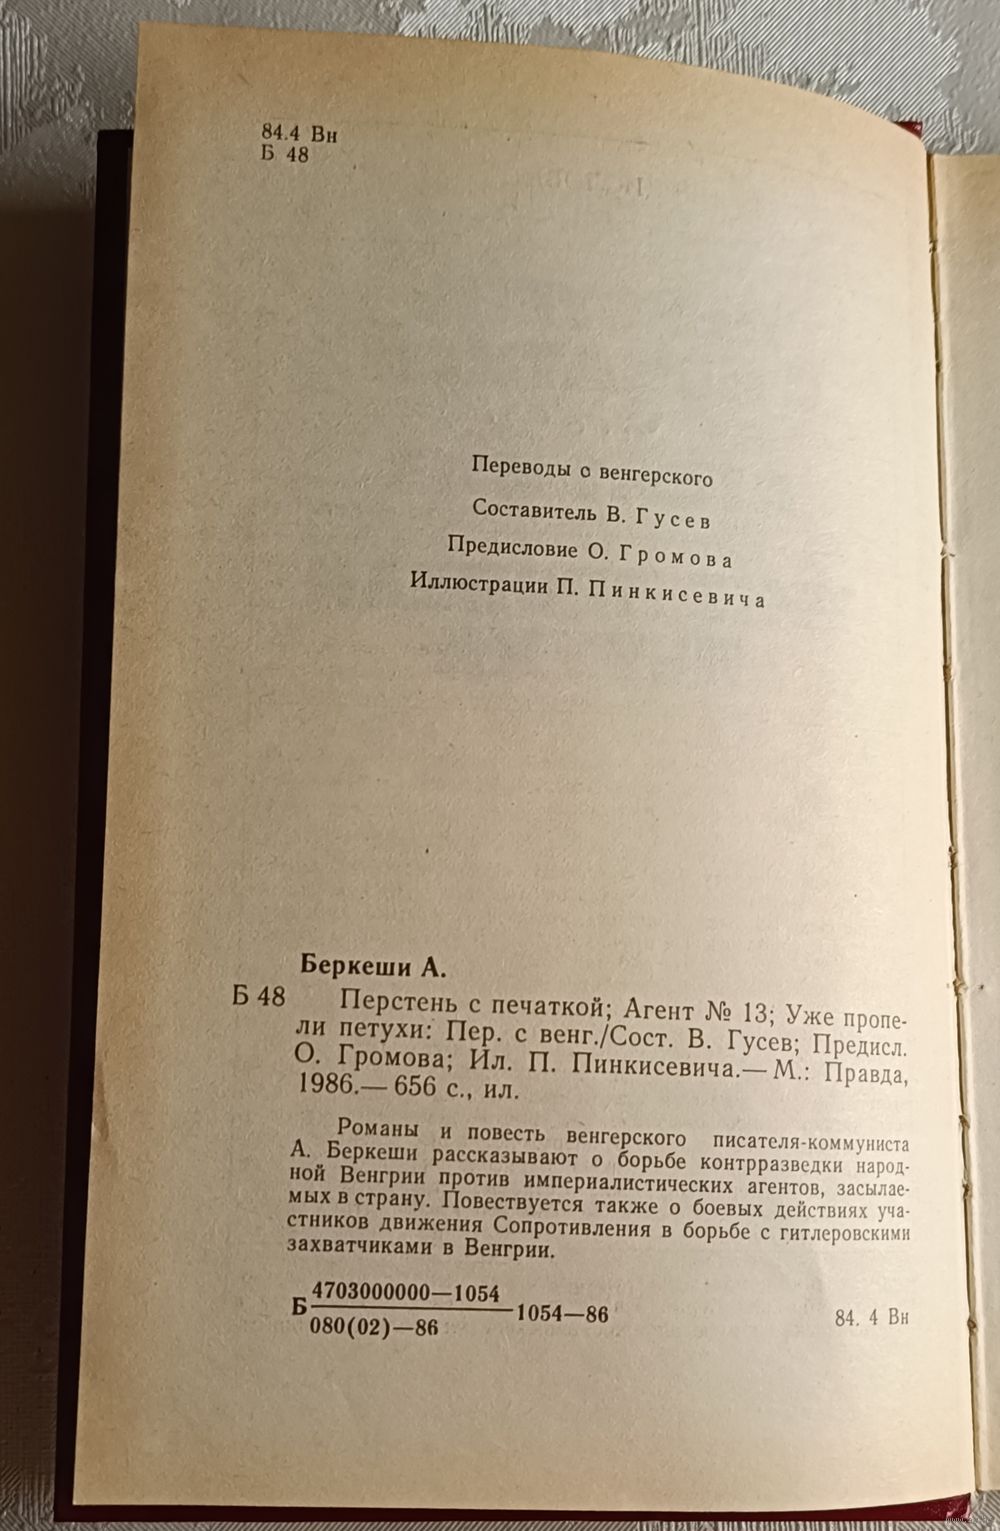 84.4 Вн
Б 48
Переводы с венгерского
Составитель В. Гусев
Предисловие О. Громова
Иллюстрации П. Пинкисевича
Беркеши А.
Б 48 Перстень с печаткой; Агент № 13; Уже пропе-
ли петухи: Пер. с венг./Сост. В. Гусев; Предисл.
О. Громова; Ил. П. Пинкисевича.— М.: Правда,
1986.— 656 с., ил.
Романы и повесть венгерского писателя-коммуниста
А. Беркеши рассказывают о борьбе контрразведки народ-
ной Венгрии против империалистических агентов, засылае-
мых в страну. Повествуется также о боевых действиях уча-
стников движения Сопротивления в борьбе с гитлеровскими
захватчиками в Венгрии.
4703000000—1054
Б 1054—86
080(02)—86
84. 4 Вн